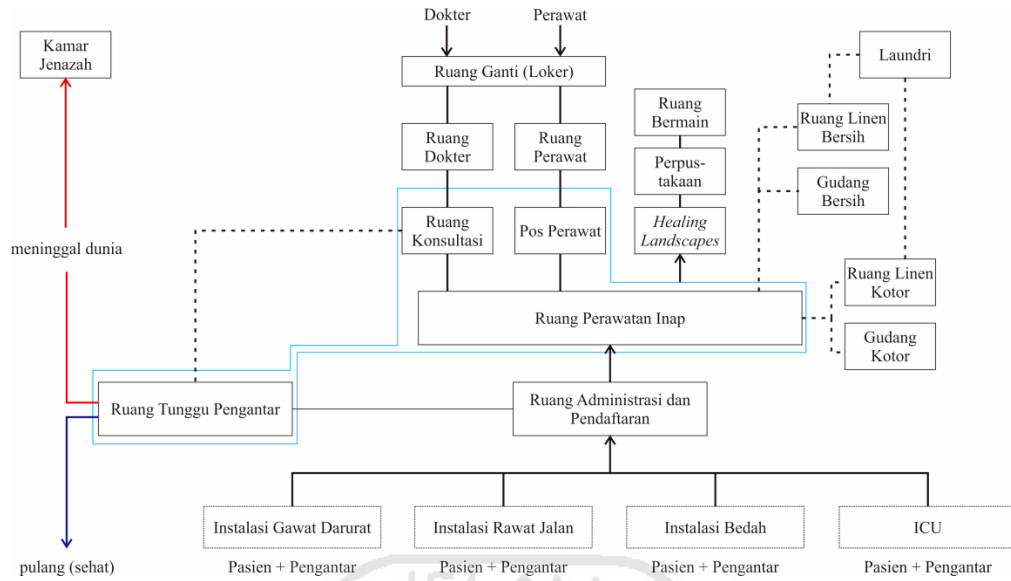 Dokter
Perawat
Kamar
Jenazah
Ruang Ganti (Loker)
Laundri
Ruang
Bermain
Ruang Linen
Bersih
Ruang
Dokter
Ruang
Perawat
Perpus-
takaan
Gudang
Bersih
Ruang
Konsultasi
Pos Perawat
Healing
Landscapes
meninggal dunia
Ruang Linen
Kotor
Ruang Perawatan Inap
Gudang
Kotor
Ruang Tunggu Pengantar
Ruang Administrasi dan
Pendaftaran
Instalasi Gawat Darurat
Instalasi Rawat Jalan
Instalasi Bedah
ICU
pulang (sehat)
Pasien + Pengantar
Pasien + Pengantar
Pasien + Pengantar
Pasien + Pengantar